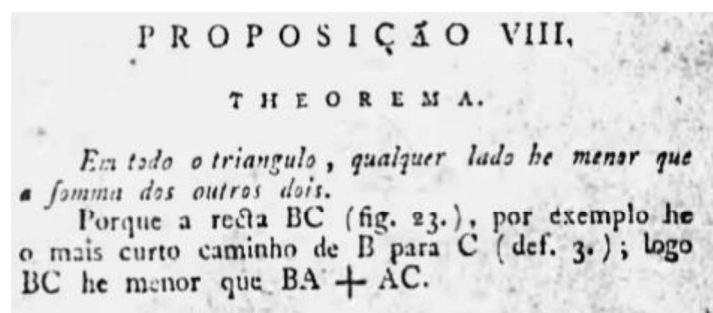 PROPOSIÇÃO VIII,
THEOREMA.
Em todo o triangulo, qualquer lado he menor que
a somma dos outros dois.
Porque a recta BC (fig. 23.), por exemplo he
o mais curto caminho de B para C (def. 3.); logo
BC he menor que BA + AC.